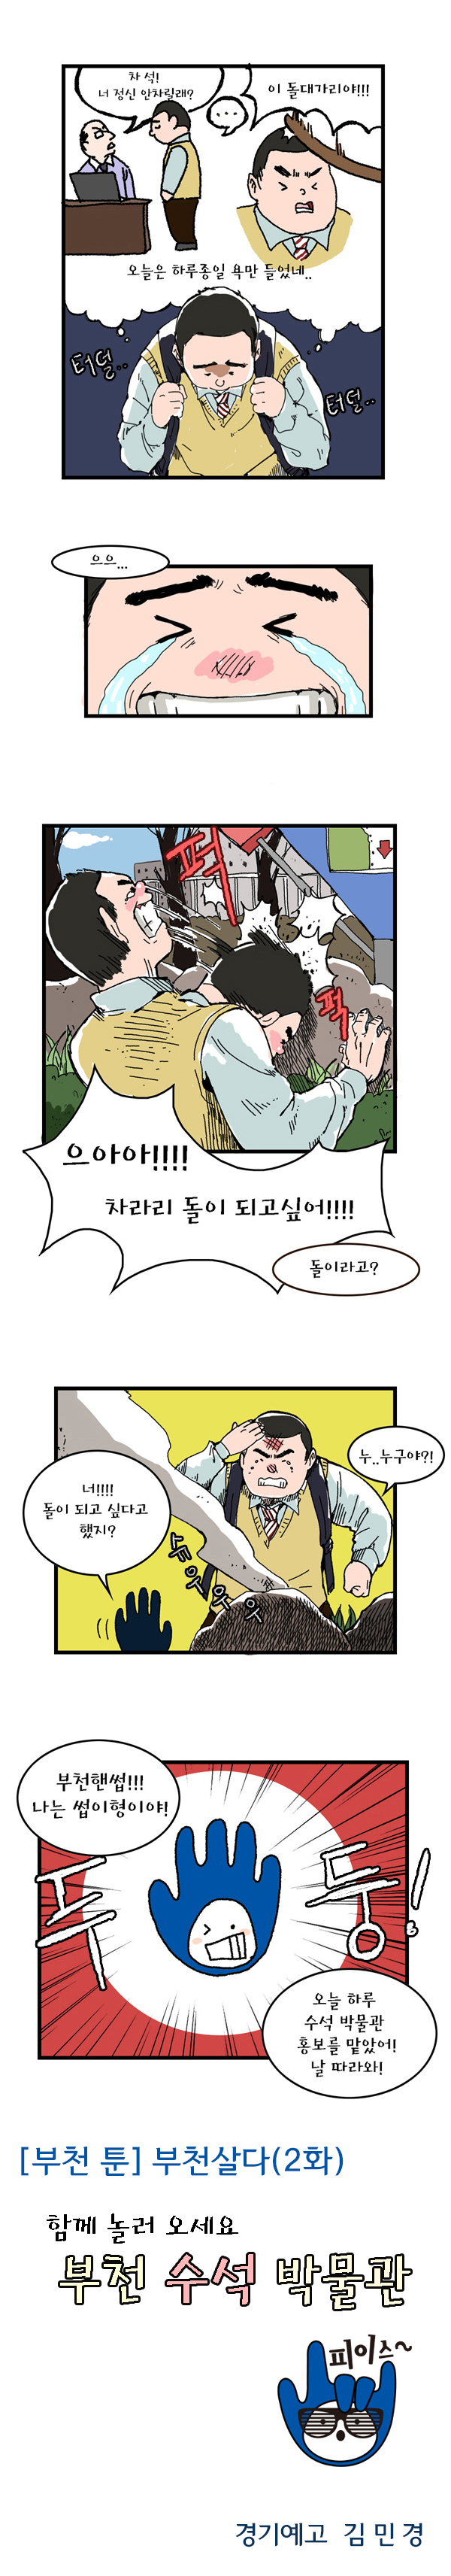 차 석!
너 정신 안차릴래?
...
이 돌대가리야!!!
오늘은 하루종일 욕만 들었네..
터덜..
터덜..
으으...
퍽
퍽
으아아!!!!
차라리 돌이 되고싶어!!!!
돌이라고?
누..누구야?!
너!!!!
돌이 되고 싶다고
했지?
슈우우웃
부천핸썹!!!
나는 썹이형이야!
두
둥!
오늘 하루
수석 박물관
홍보를 맡았어!
날 따라와!
[부천 툰] 부천살다(2화)
함께 놀러 오세요
부천 수석 박물관
피이스~
경기예고 김 민 경